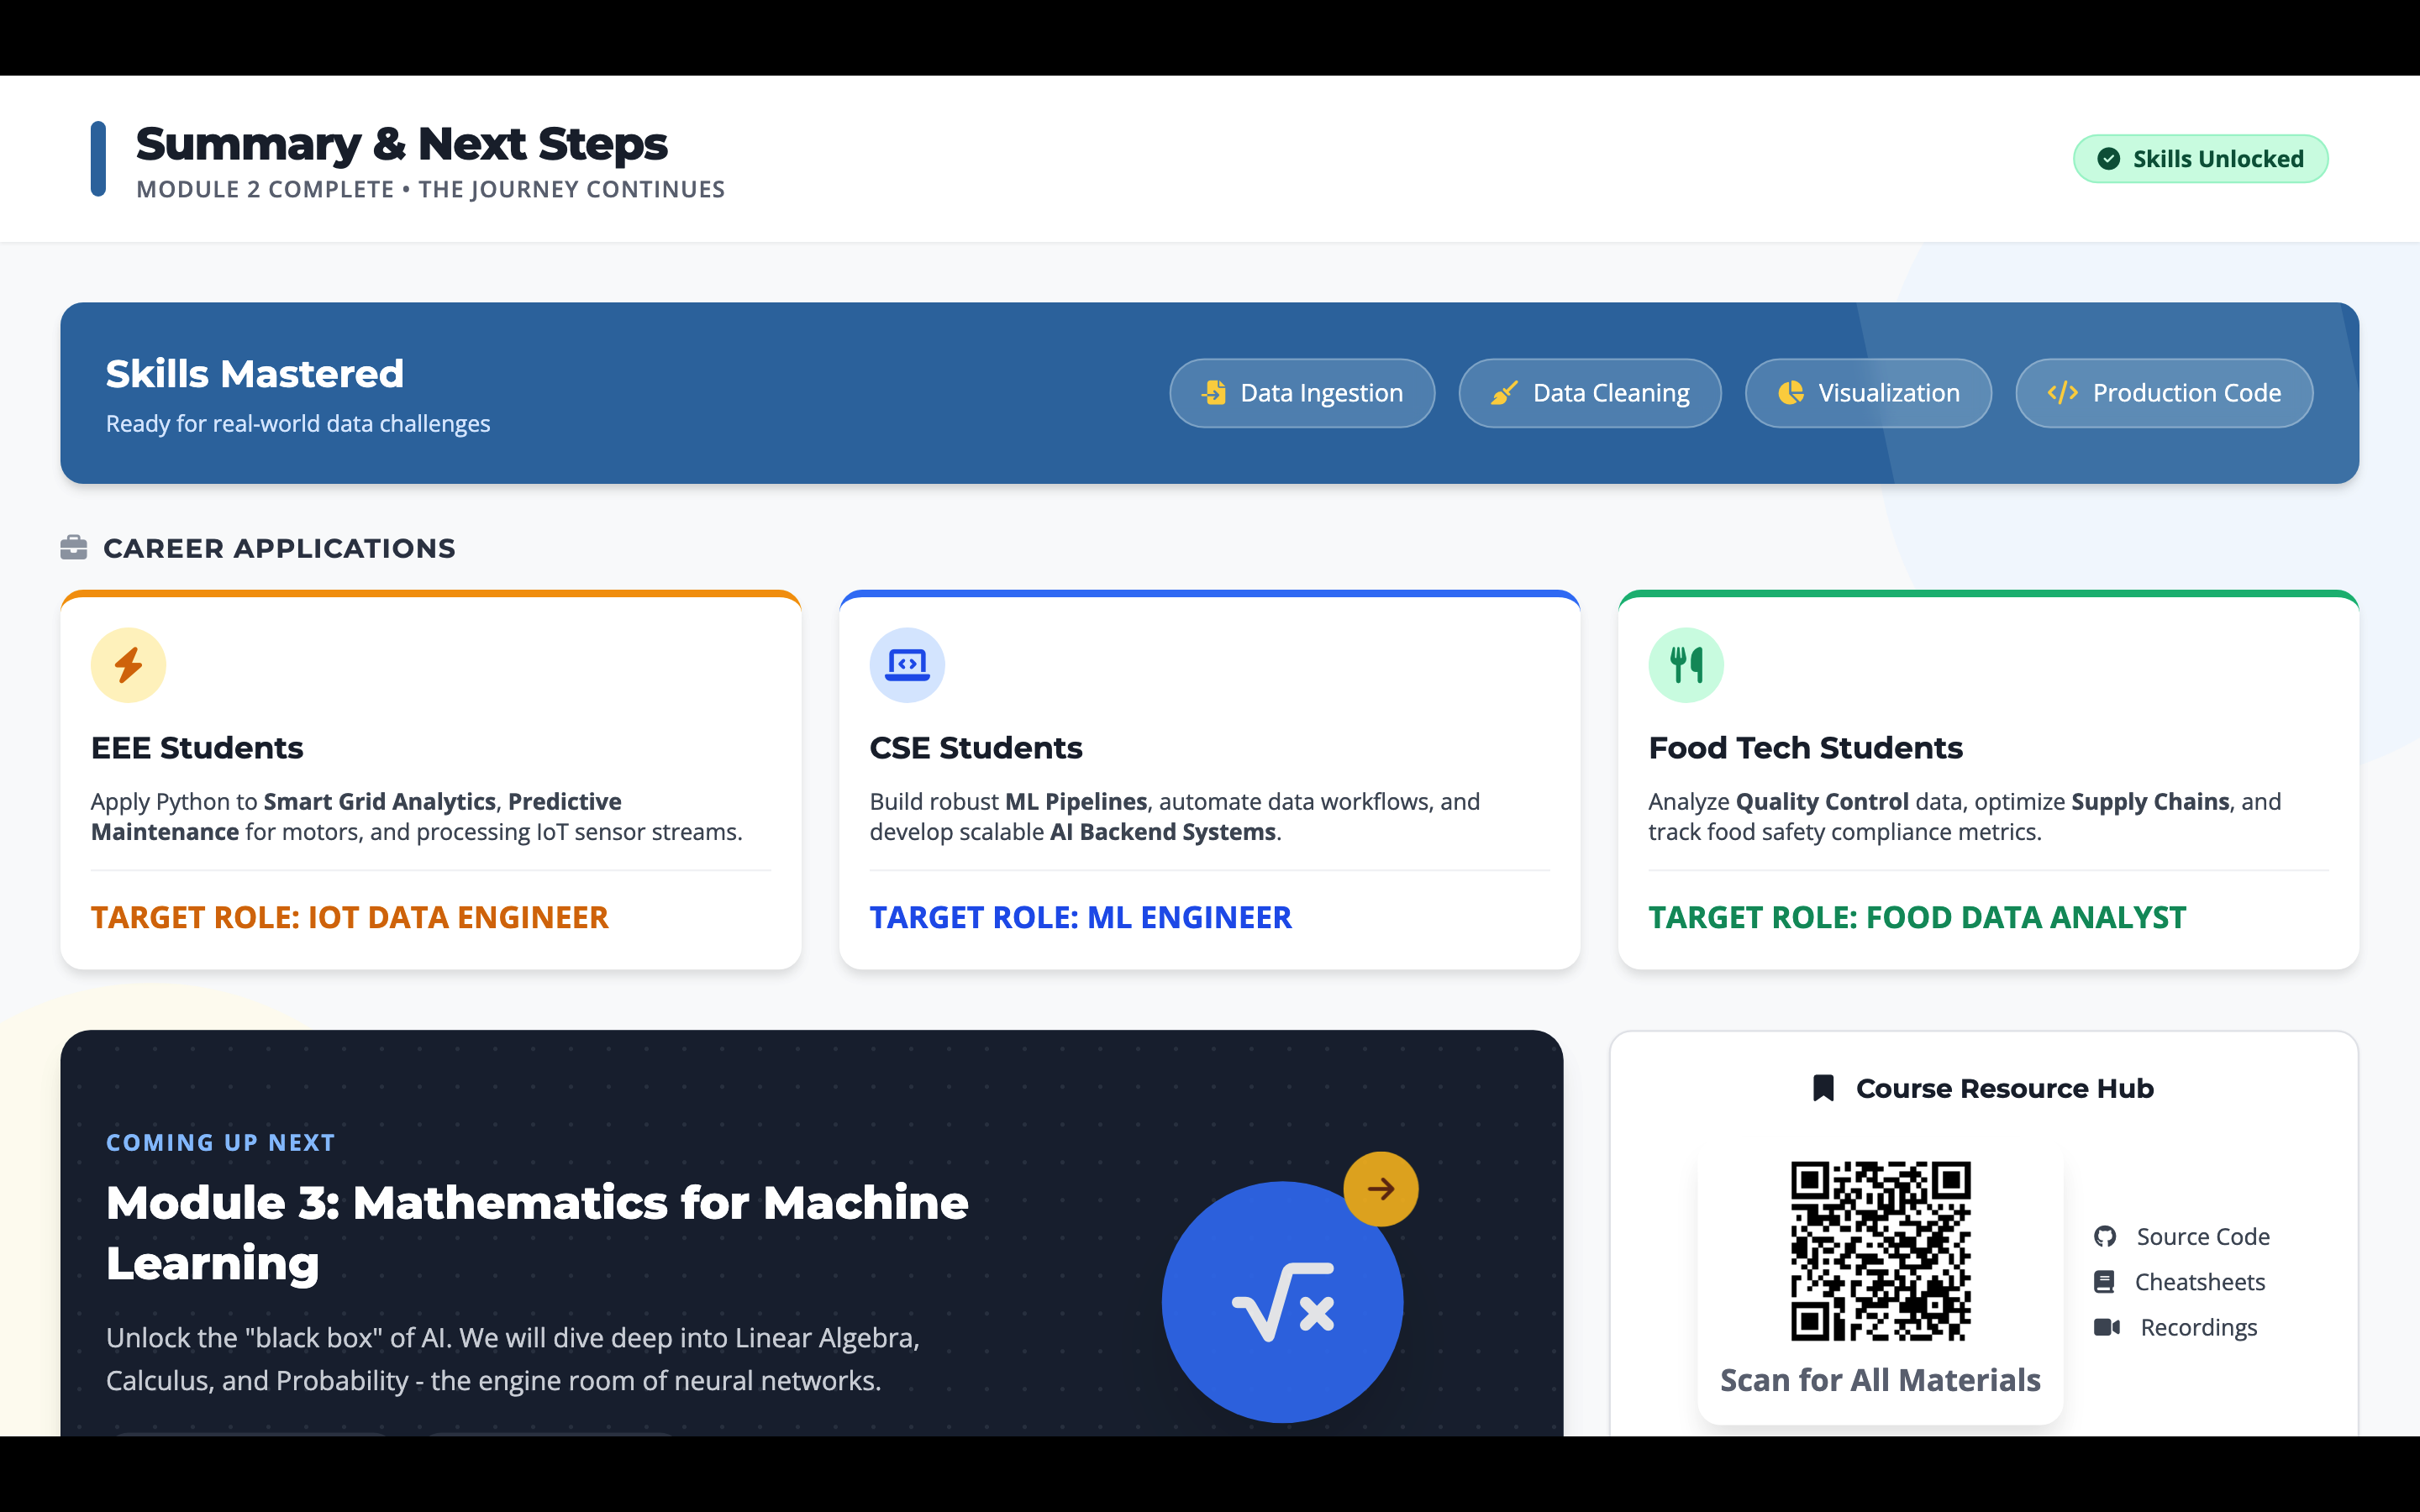 Summary & Next Steps
MODULE 2 COMPLETE • THE JOURNEY CONTINUES
Skills Unlocked
Skills Mastered
Ready for real-world data challenges
Data Ingestion
Data Cleaning
Visualization
Production Code
CAREER APPLICATIONS
EEE Students
Apply Python to Smart Grid Analytics, Predictive
Maintenance for motors, and processing IoT sensor streams.
TARGET ROLE: IOT DATA ENGINEER
CSE Students
Build robust ML Pipelines, automate data workflows, and
develop scalable AI Backend Systems.
TARGET ROLE: ML ENGINEER
Food Tech Students
Analyze Quality Control data, optimize Supply Chains, and
track food safety compliance metrics.
TARGET ROLE: FOOD DATA ANALYST
COMING UP NEXT
Module 3: Mathematics for Machine
Learning
Unlock the "black box" of AI. We will dive deep into Linear Algebra,
Calculus, and Probability - the engine room of neural networks.
Course Resource Hub
Scan for All Materials
Source Code
Cheatsheets
Recordings